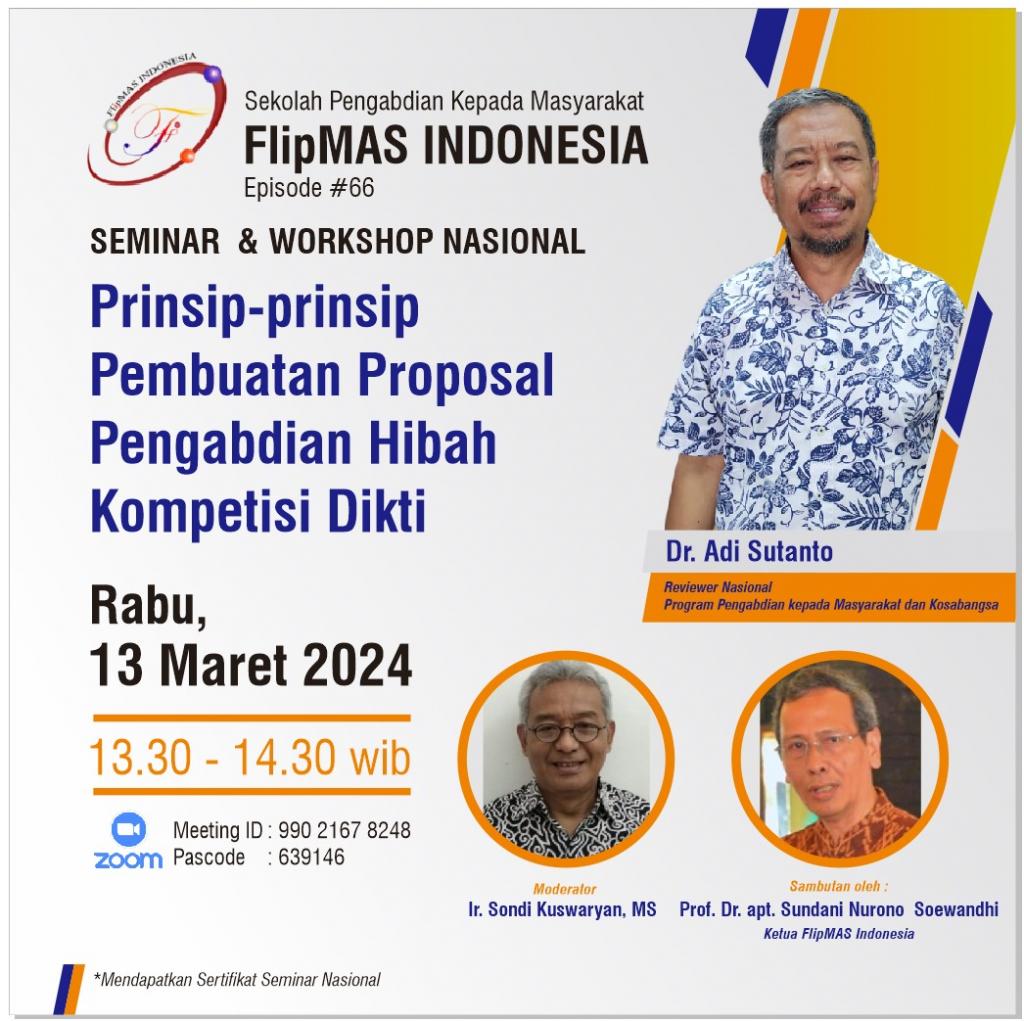 FlipMAS INDONESIA
Sekolah Pengabdian Kepada Masyarakat
FlipMAS INDONESIA
Episode #66
SEMINAR & WORKSHOP NASIONAL
Prinsip-prinsip
Pembuatan Proposal
Pengabdian Hibah
Kompetisi Dikti
Dr. Adi Sutanto
Reviewer Nasional
Program Pengabdian kepada Masyarakat dan Kosabangsa
Rabu,
13 Maret 2024
13.30 - 14.30 wib
zoom
Meeting ID : 990 2167 8248
Pascode : 639146
Moderator
Ir. Sondi Kuswaryan, MS
Sambutan oleh :
Prof. Dr. apt. Sundani Nurono Soewandhi
Ketua FlipMAS Indonesia
*Mendapatkan Sertifikat Seminar Nasional